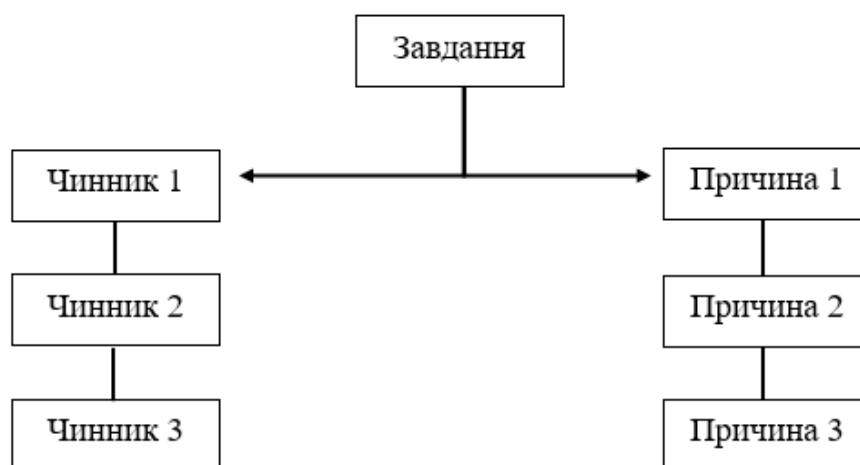 Завдання
Чинник 1
Причина 1
Чинник 2
Причина 2
Чинник 3
Причина 3